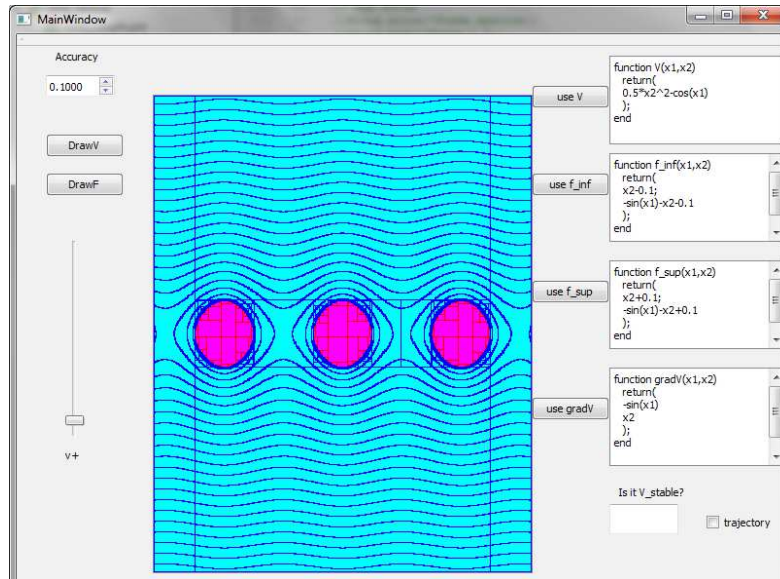 MainWindow
Accuracy
0.1000
DrawV
DrawF
v+
use V
function V(x1,x2)
return(
0.5*x2^2-cos(x1)
);
end
use f_inf
function f_inf(x1,x2)
return(
x2-0.1;
-sin(x1)-x2-0.1
);
end
use f_sup
function f_sup(x1,x2)
return(
x2+0.1;
-sin(x1)-x2+0.1
);
end
use gradV
function gradV(x1,x2)
return(
-sin(x1)
x2
);
end
Is it V_stable?
trajectory